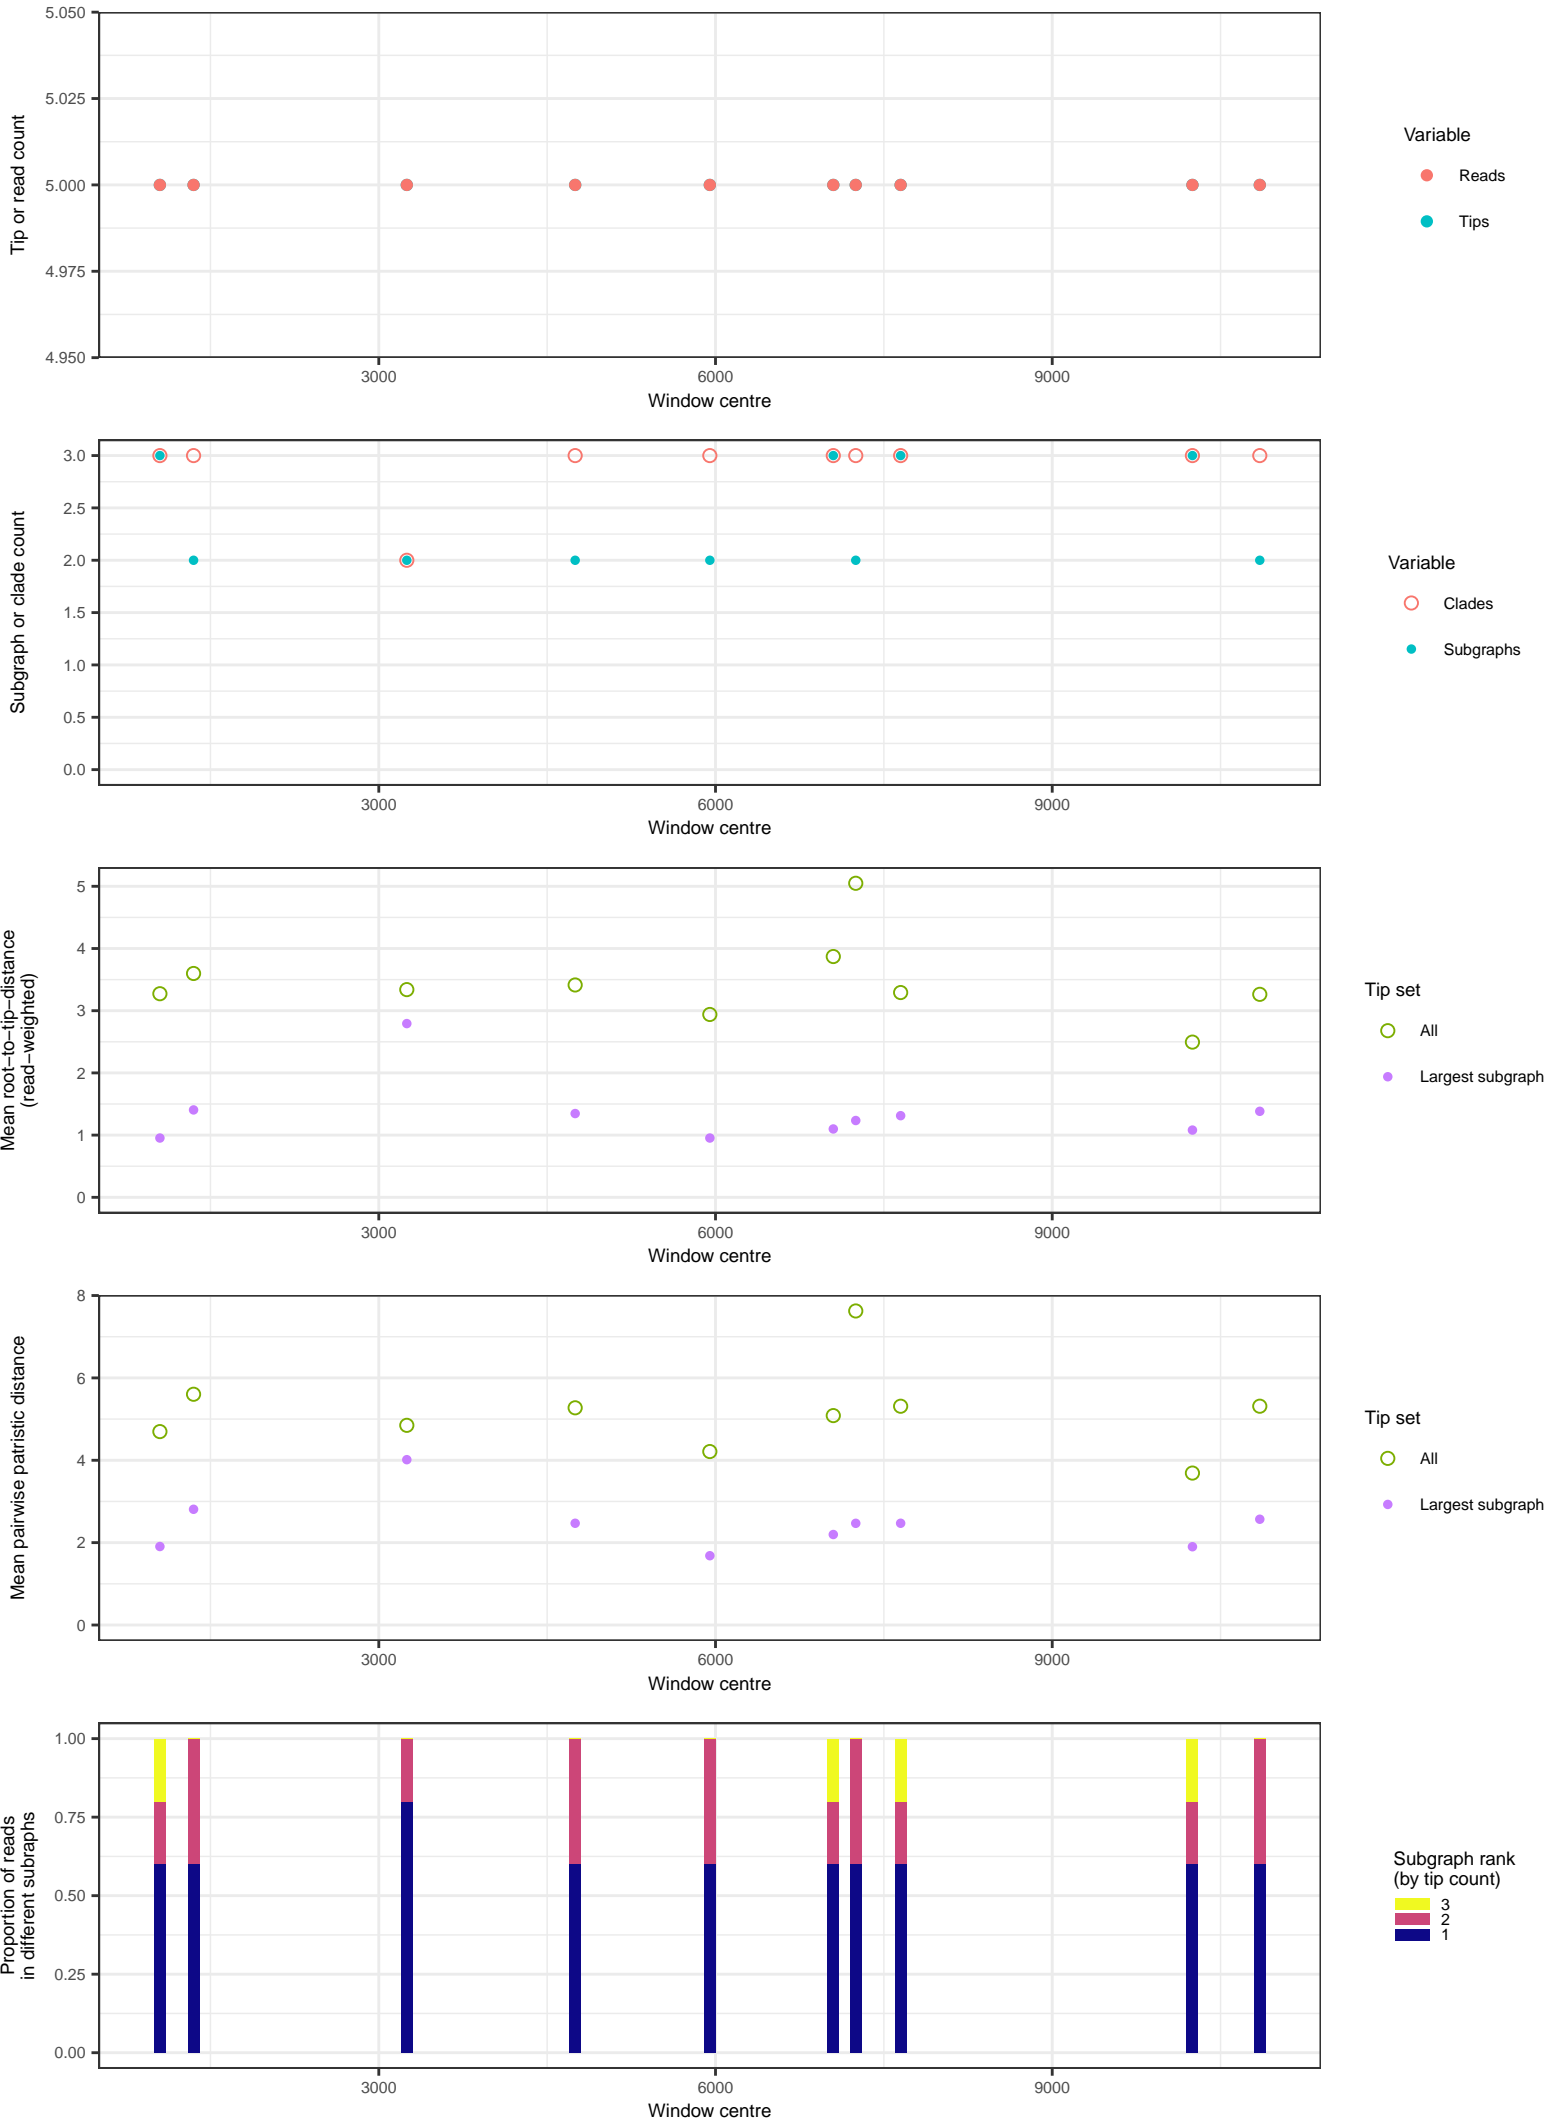 5.050
5.025
5.000
4.975
4.950
Tip or read count
3000 6000 9000
Window centre
Variable
Reads
Tips
3.0
2.5
2.0
1.5
1.0
0.5
0.0
Subgraph or clade count
3000 6000 9000
Window centre
Variable
Clades
Subgraphs
5
4
3
2
1
0
Mean root−to−tip−distance
(read−weighted)
3000 6000 9000
Window centre
Tip set
All
Largest subgraph
8
6
4
2
0
Mean pairwise patristic distance
3000 6000 9000
Window centre
Tip set
All
Largest subgraph
1.00
0.75
0.50
0.25
0.00
Proportion of reads
in different subraphs
3000 6000 9000
Window centre
Subgraph rank
(by tip count)
3
2
1